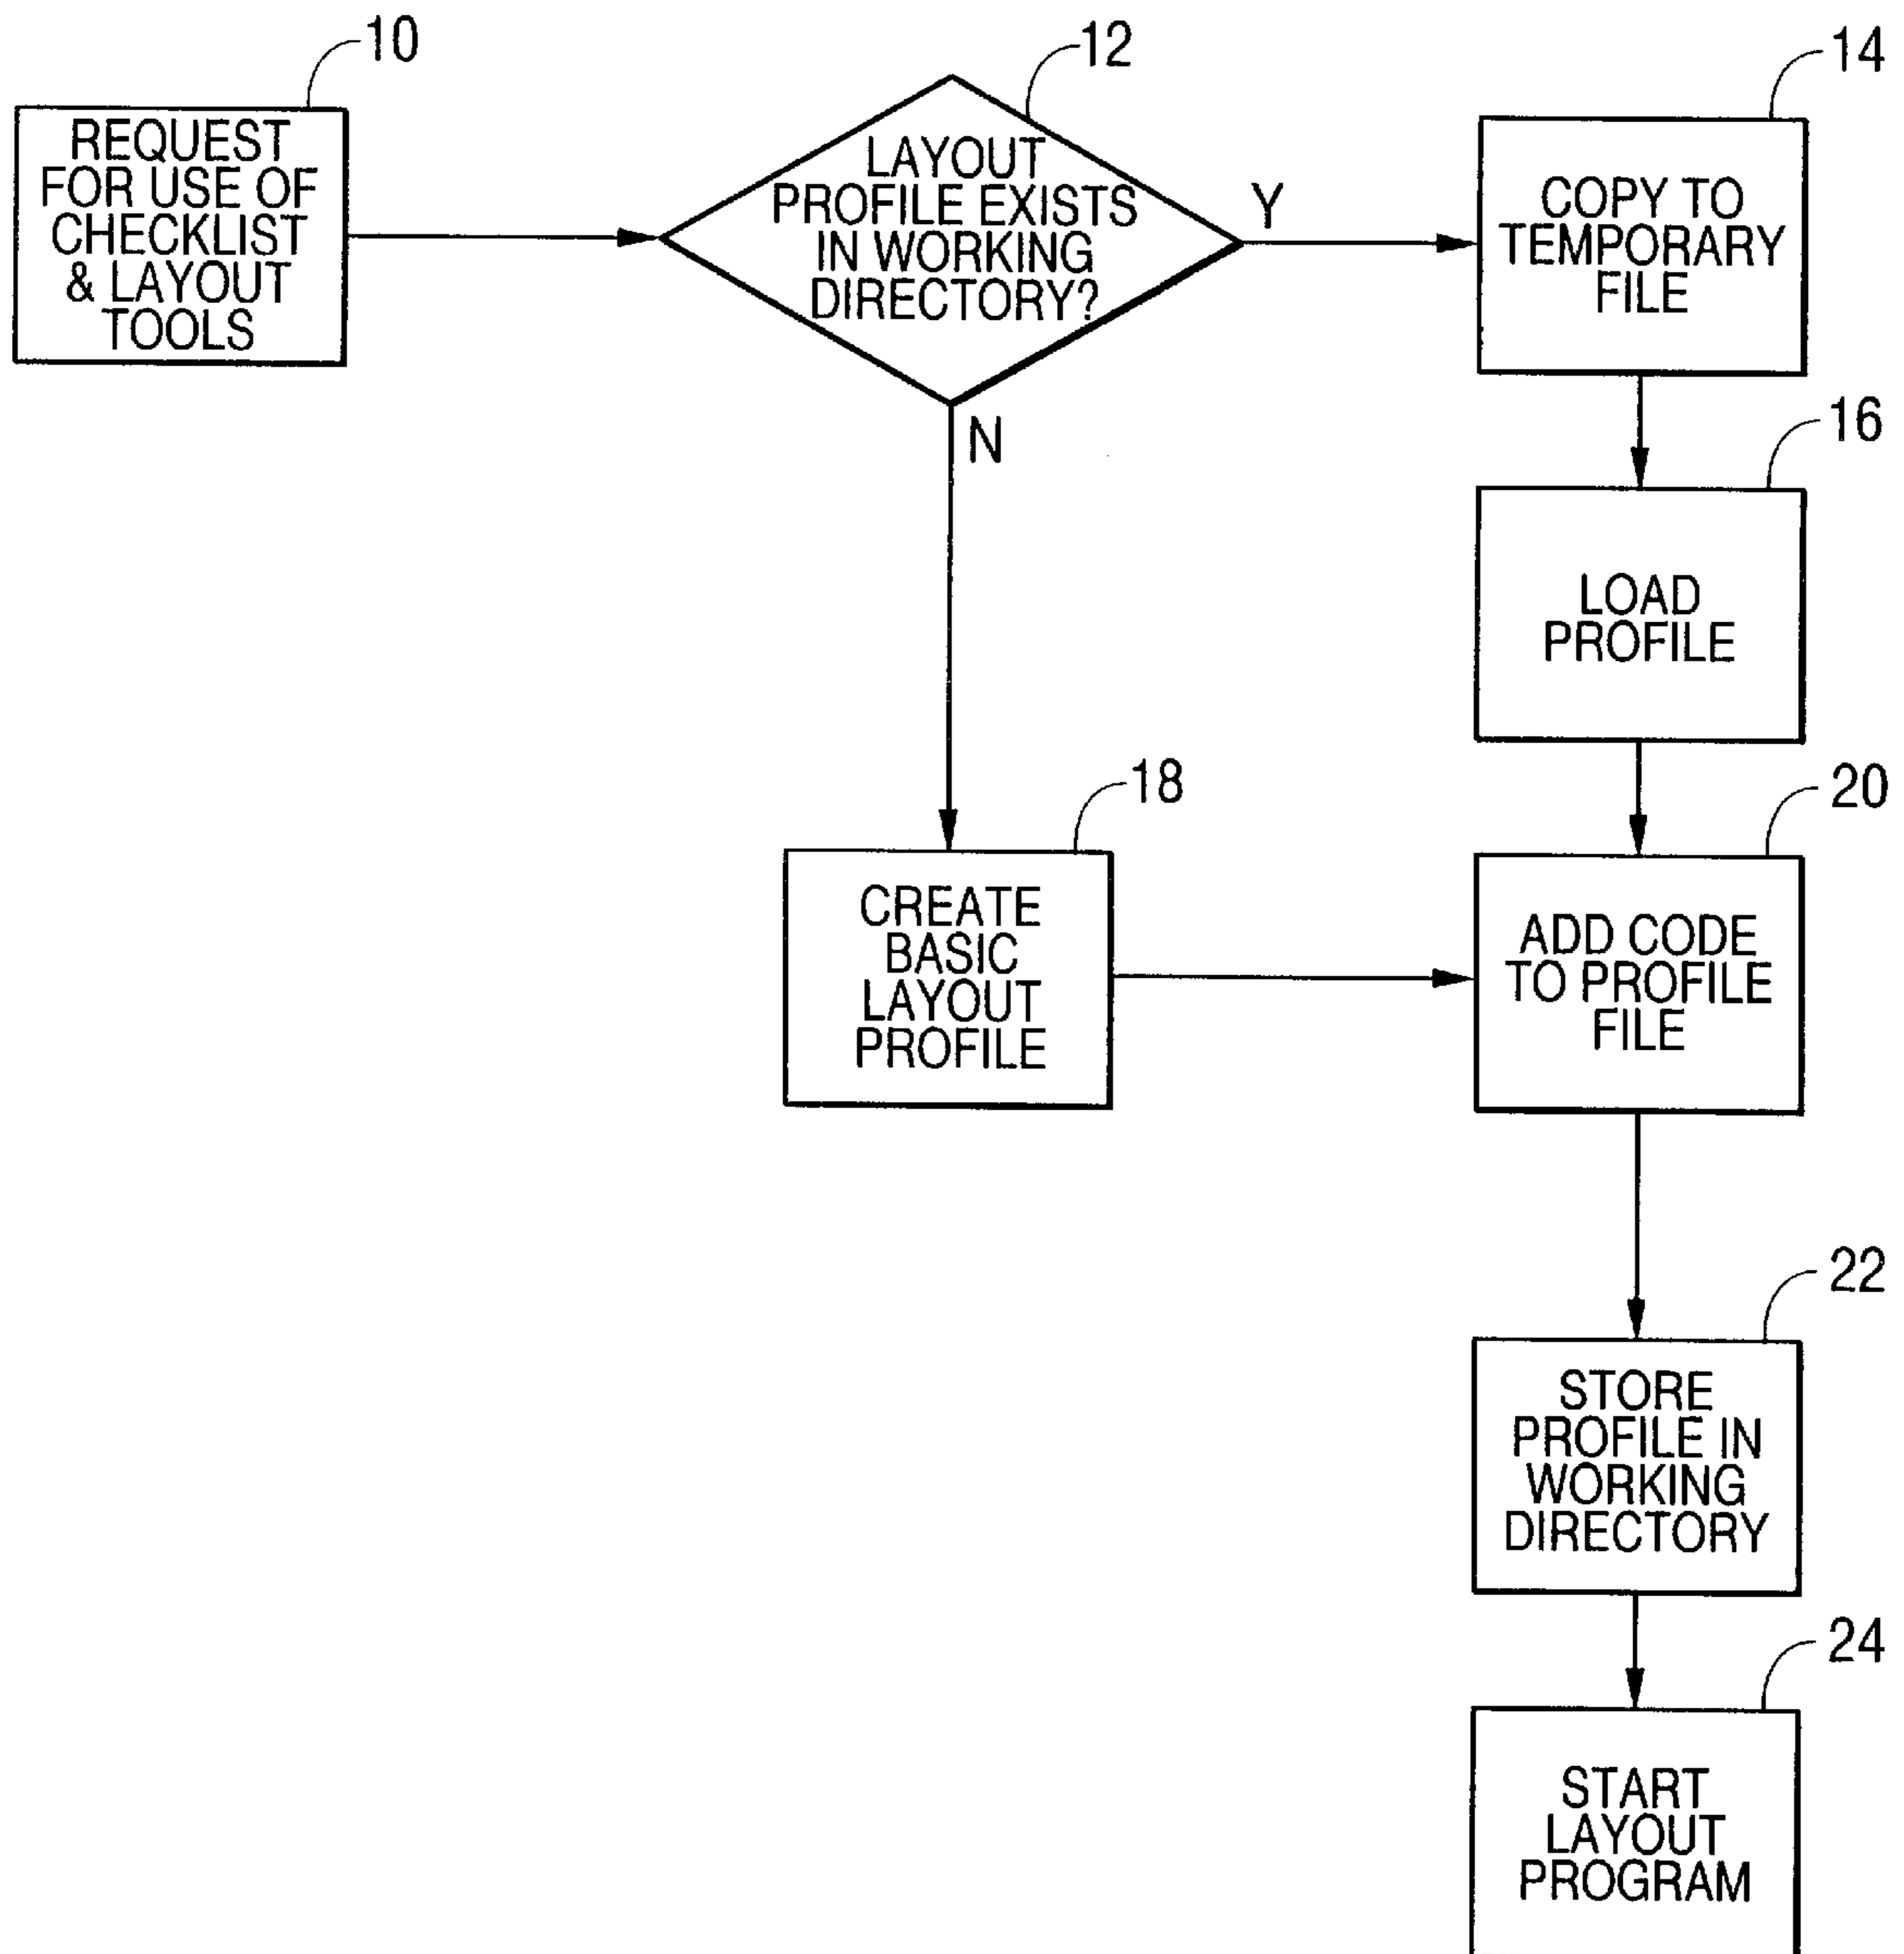 10
REQUEST
FOR USE OF
CHECKLIST
& LAYOUT
TOOLS
12
LAYOUT
PROFILE EXISTS
IN WORKING
DIRECTORY?
Y
N
14
COPY TO
TEMPORARY
FILE
16
LOAD
PROFILE
18
CREATE
BASIC
LAYOUT
PROFILE
20
ADD CODE
TO PROFILE
FILE
22
STORE
PROFILE IN
WORKING
DIRECTORY
24
START
LAYOUT
PROGRAM